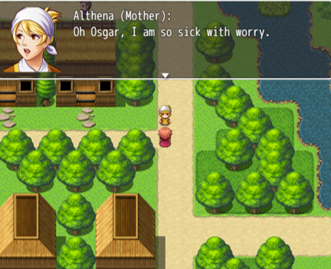 Althena (Mother):
Oh Osgar, I am so sick with worry.